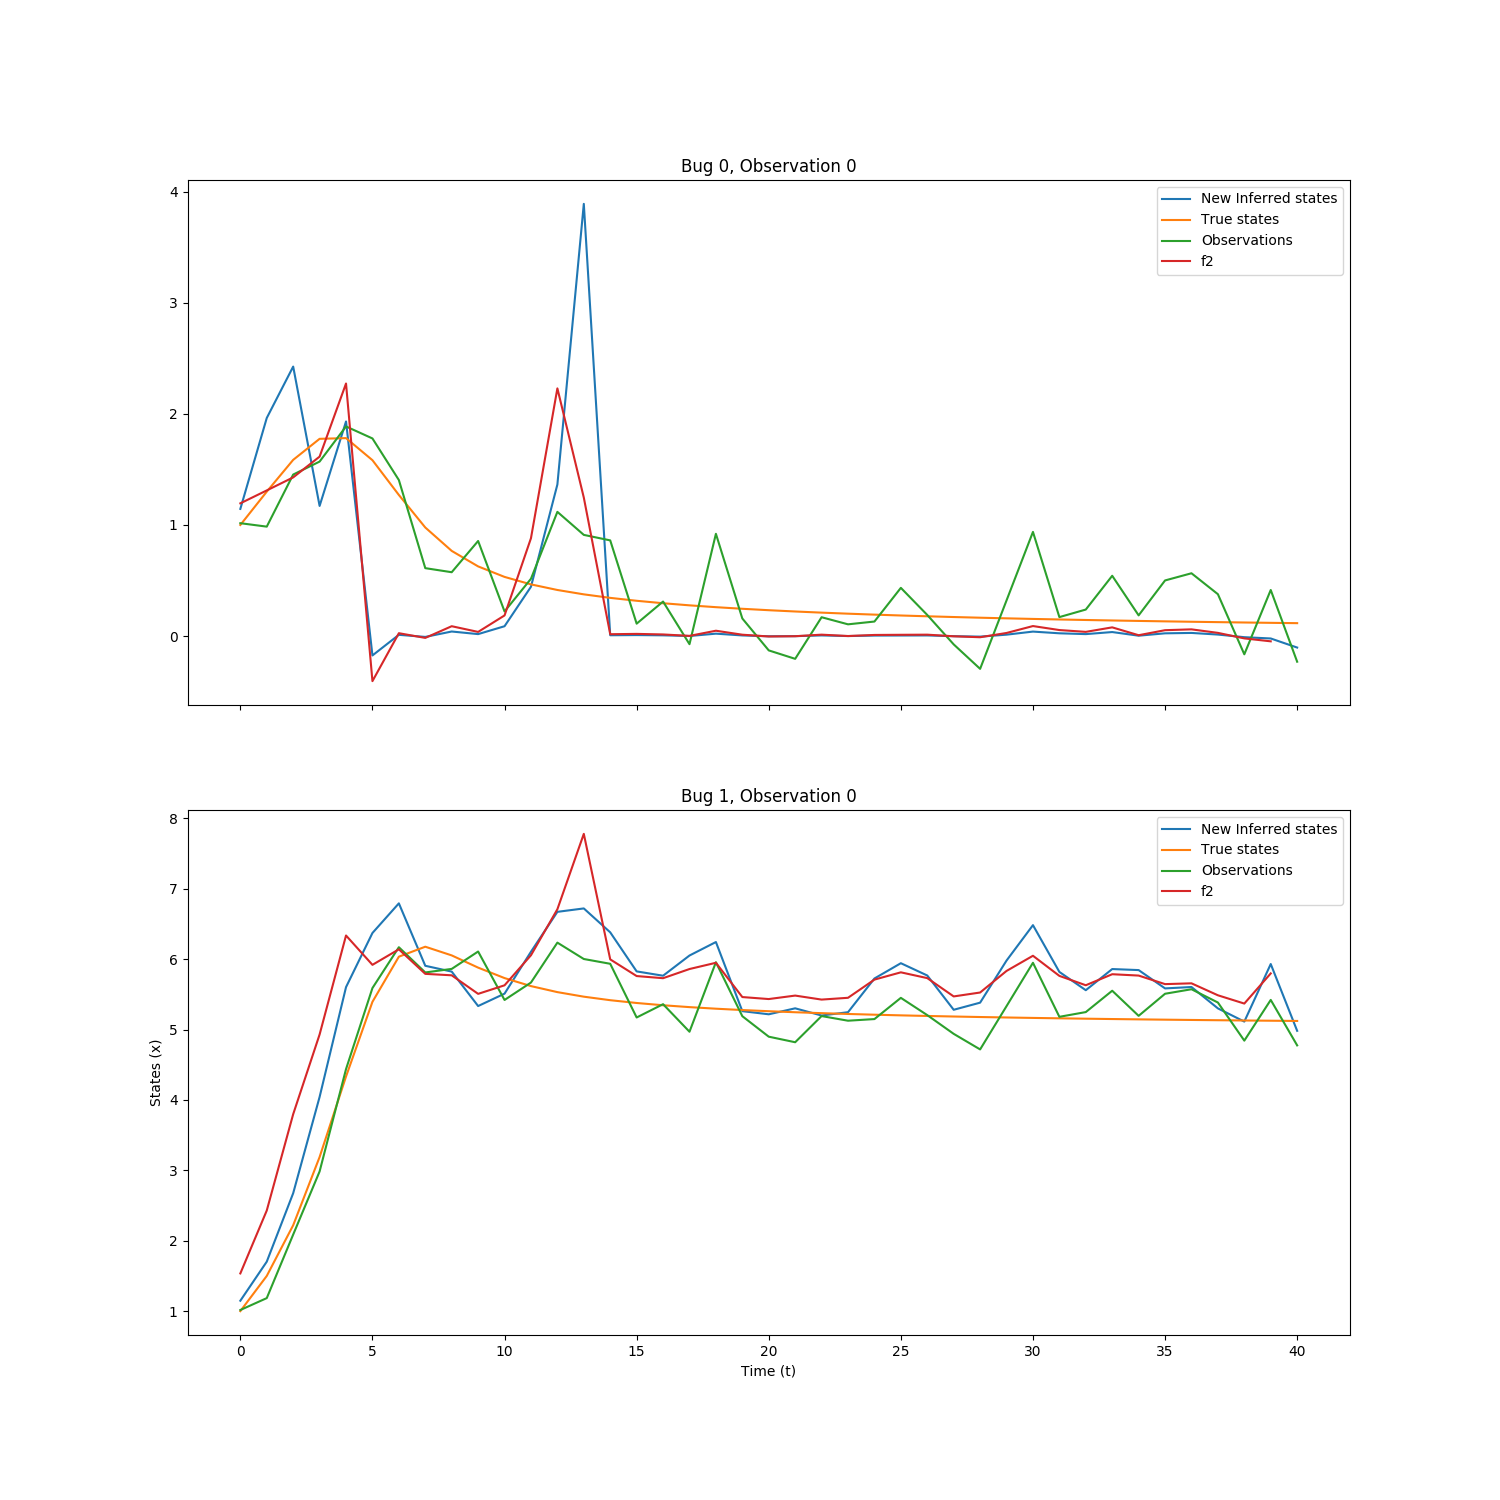 Bug 0, Observation 0
4
3
2
1
0
New Inferred states
True states
Observations
f2
Bug 1, Observation 0
8
7
6
5
4
3
2
1
States (x)
New Inferred states
True states
Observations
f2
0 5 10 15 20 25 30 35 40
Time (t)